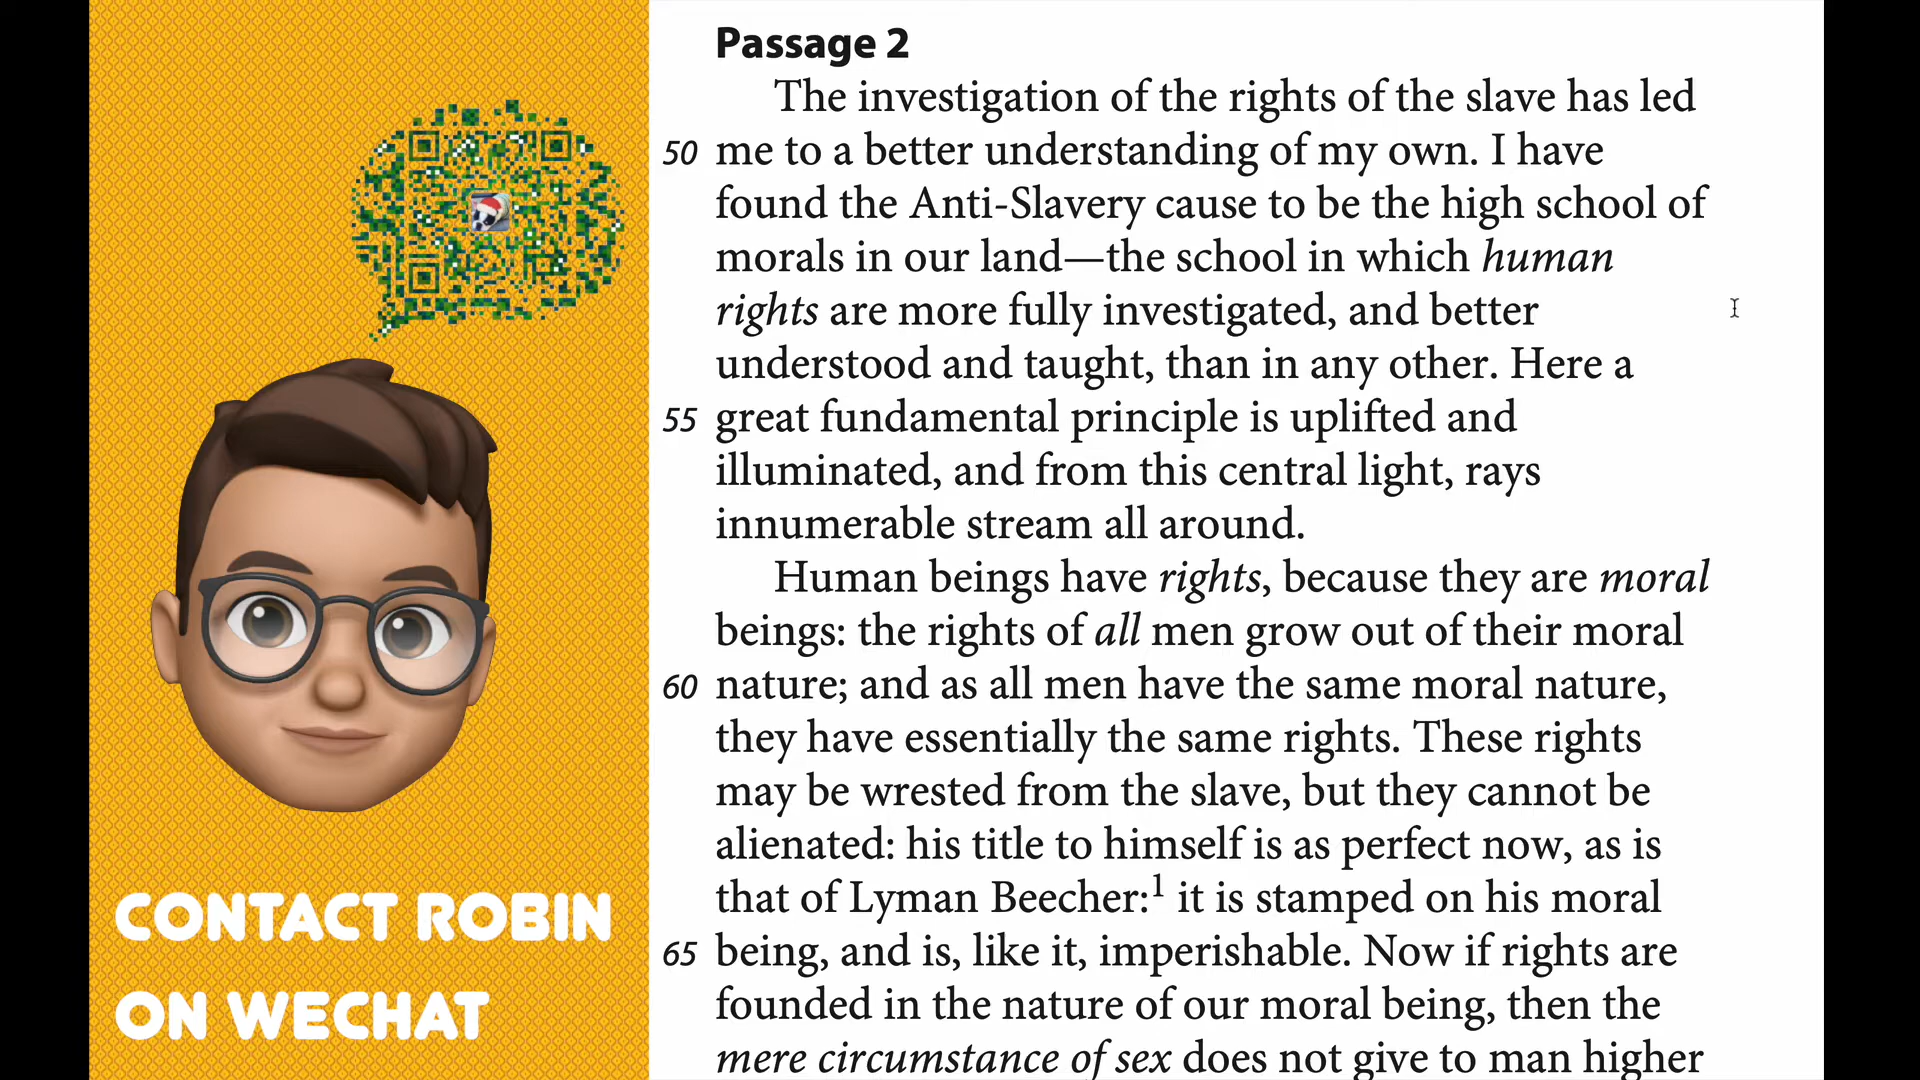 Passage 2
The investigation of the rights of the slave has led
50 me to a better understanding of my own. I have
found the Anti-Slavery cause to be the high school of
morals in our land—the school in which human
rights are more fully investigated, and better
understood and taught, than in any other. Here a
55 great fundamental principle is uplifted and
illuminated, and from this central light, rays
innumerable stream all around.
Human beings have rights, because they are moral
beings: the rights of all men grow out of their moral
60 nature; and as all men have the same moral nature,
they have essentially the same rights. These rights
may be wrested from the slave, but they cannot be
alienated: his title to himself is as perfect now, as is
that of Lyman Beecher:1 it is stamped on his moral
65 being, and is, like it, imperishable. Now if rights are
founded in the nature of our moral being, then the
mere circumstance of sex does not give to man higher
CONTACT ROBIN
ON WECHAT